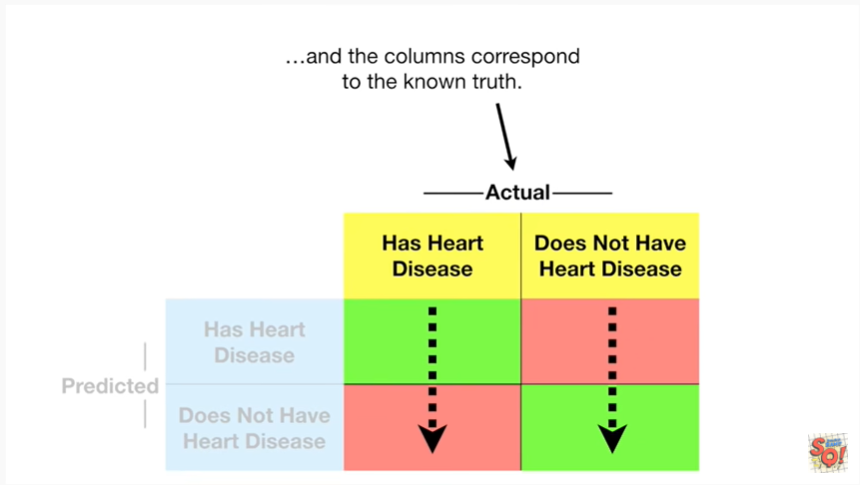 …and the columns correspond
to the known truth.
Actual
Has Heart
Disease
Does Not Have
Heart Disease
Has Heart
Disease
Predicted
Does Not Have
Heart Disease
SQ!